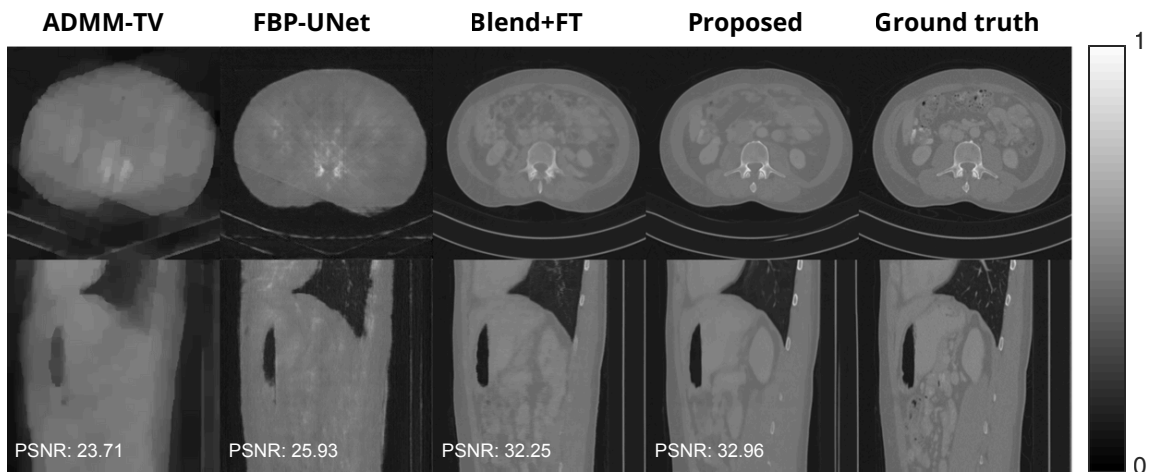 ADMM-TV FBP-UNet Blend+FT Proposed Ground truth
1
PSNR: 23.71 PSNR: 25.93 PSNR: 32.25 PSNR: 32.96
0